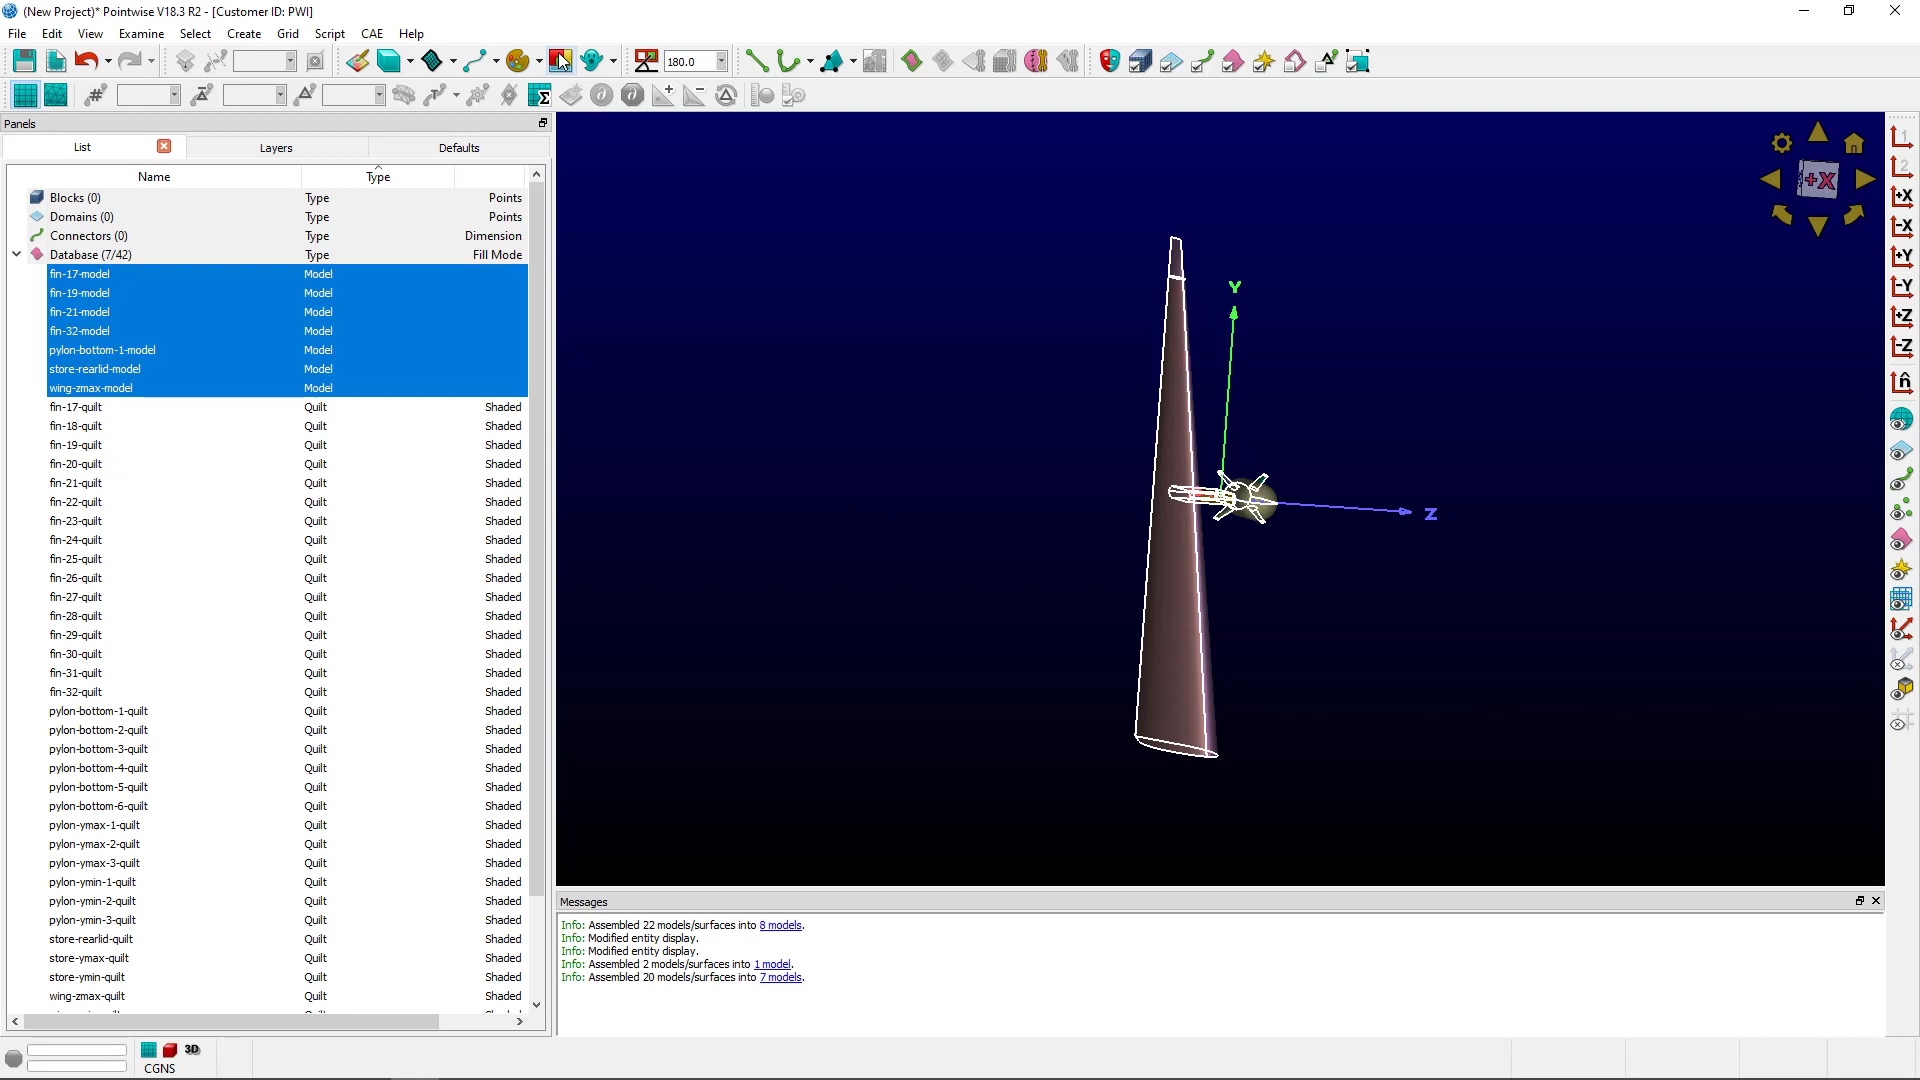 (New Project)* Pointwise V18.3 R2 - [Customer ID: PWI]
File Edit View Examine Select Create Grid Script CAE Help
180.0
Panels
List Layers Defaults
Name Type
Blocks (0) Type Points
Domains (0) Type Points
Connectors (0) Type Dimension
Database (7/42) Type Fill Mode
fin-17-model Model
fin-19-model Model
fin-21-model Model
fin-32-model Model
pylon-bottom-1-model Model
store-rearlid-model Model
wing-zmax-model Model
fin-17-quilt Quilt Shaded
fin-18-quilt Quilt Shaded
fin-19-quilt Quilt Shaded
fin-20-quilt Quilt Shaded
fin-21-quilt Quilt Shaded
fin-22-quilt Quilt Shaded
fin-23-quilt Quilt Shaded
fin-24-quilt Quilt Shaded
fin-25-quilt Quilt Shaded
fin-26-quilt Quilt Shaded
fin-27-quilt Quilt Shaded
fin-28-quilt Quilt Shaded
fin-29-quilt Quilt Shaded
fin-30-quilt Quilt Shaded
fin-31-quilt Quilt Shaded
fin-32-quilt Quilt Shaded
pylon-bottom-1-quilt Quilt Shaded
pylon-bottom-2-quilt Quilt Shaded
pylon-bottom-3-quilt Quilt Shaded
pylon-bottom-4-quilt Quilt Shaded
pylon-bottom-5-quilt Quilt Shaded
pylon-bottom-6-quilt Quilt Shaded
pylon-ymax-1-quilt Quilt Shaded
pylon-ymax-2-quilt Quilt Shaded
pylon-ymax-3-quilt Quilt Shaded
pylon-ymin-1-quilt Quilt Shaded
pylon-ymin-2-quilt Quilt Shaded
pylon-ymin-3-quilt Quilt Shaded
store-rearlid-quilt Quilt Shaded
store-ymax-quilt Quilt Shaded
store-ymin-quilt Quilt Shaded
wing-zmax-quilt Quilt Shaded
Y
Z
+X
1
2
+X
-X
+Y
-Y
+Z
-Z
n̂
Messages
Info: Assembled 22 models/surfaces into 8 models.
Info: Modified entity display.
Info: Modified entity display.
Info: Assembled 2 models/surfaces into 1 model.
Info: Assembled 20 models/surfaces into 7 models.
3D
CGNS